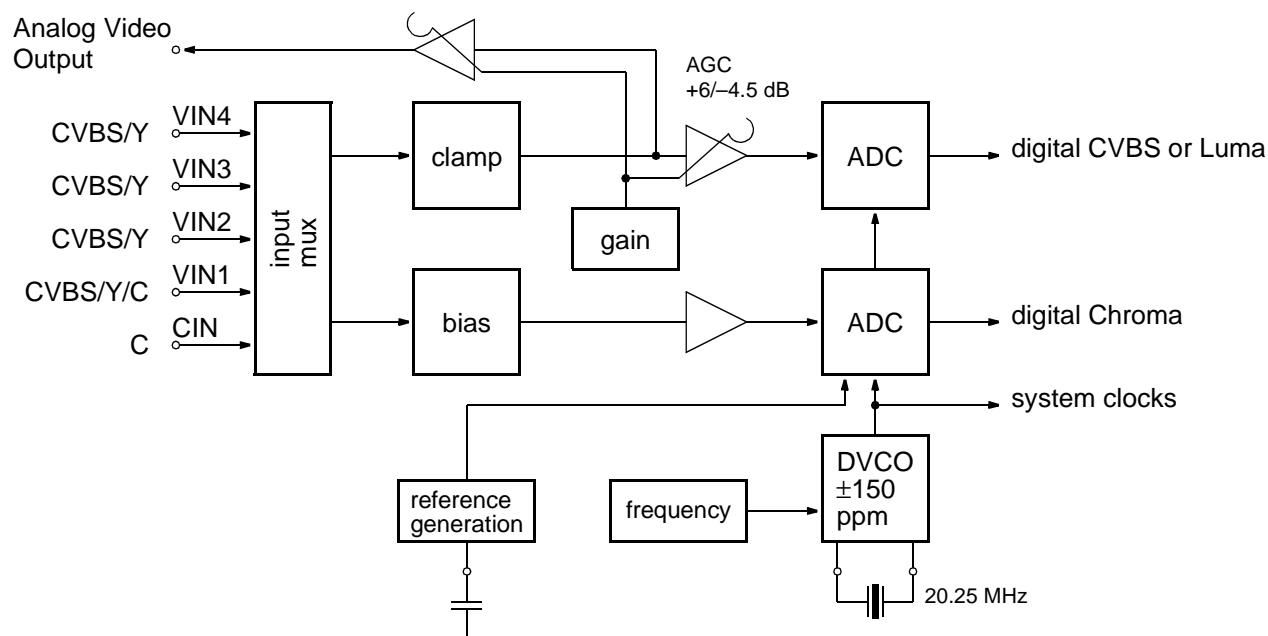 Analog Video
Output
AGC
+6/–4.5 dB
CVBS/Y
VIN4
CVBS/Y
VIN3
CVBS/Y
VIN2
CVBS/Y/C
VIN1
C
CIN
input
mux
clamp
gain
ADC
digital CVBS or Luma
bias
ADC
digital Chroma
system clocks
reference
generation
frequency
DVCO
±150
ppm
20.25 MHz